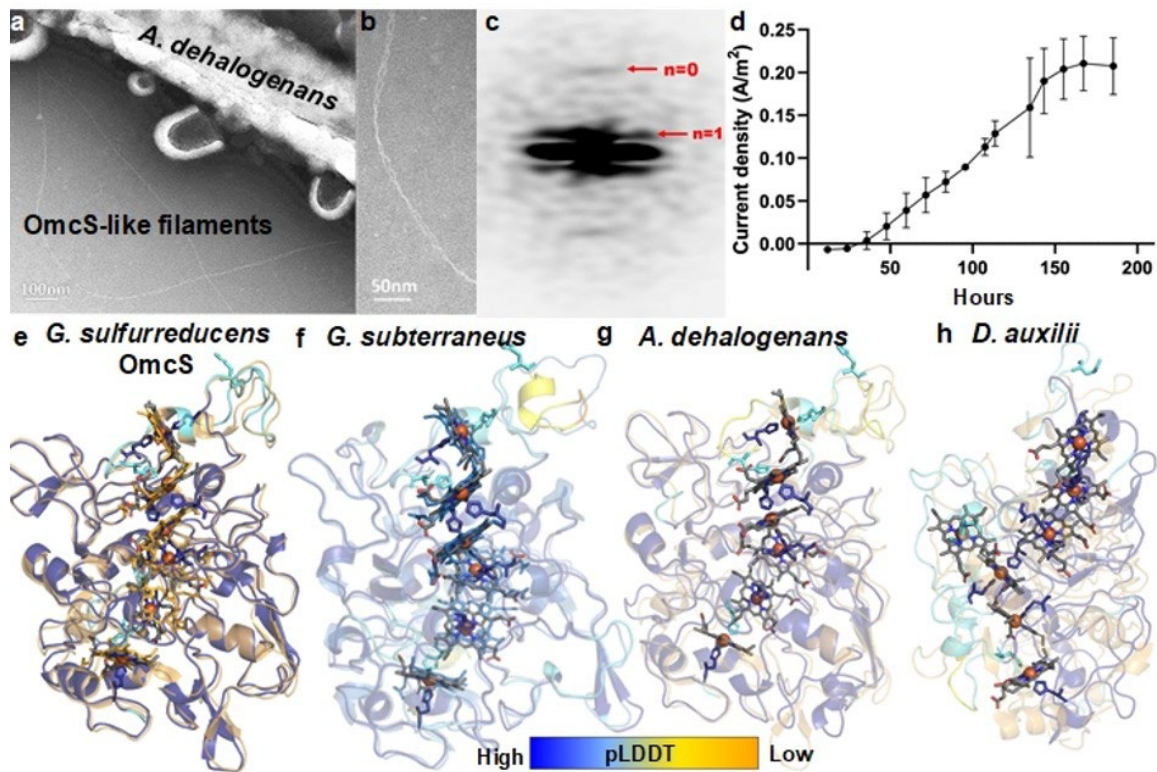 a
A. dehalogenans
OmcS-like filaments
100nm
b
50nm
c
n=0
n=1
d
Current density (A/m²)
0.25
0.20
0.15
0.10
0.05
0.00
50
100
150
200
Hours
e G. sulfurreducens
OmcS
f G. subterraneus
g A. dehalogenans
h D. auxilii
High pLDDT Low